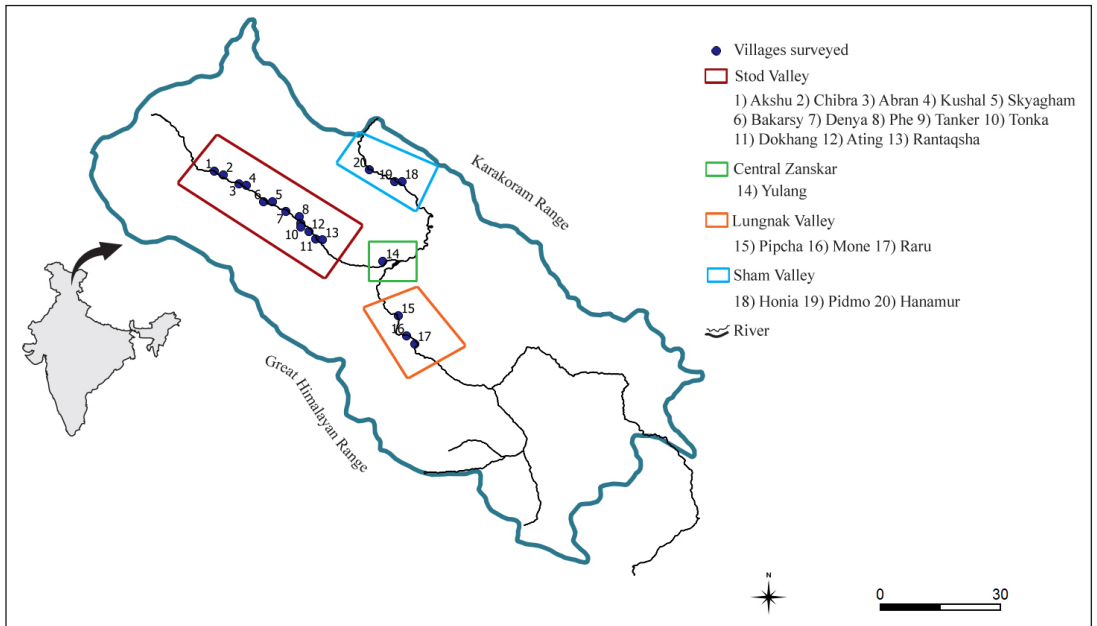 Villages surveyed
Stod Valley
1) Akshu 2) Chibra 3) Abran 4) Kushal 5) Skyagham
6) Bakarsy 7) Denya 8) Phe 9) Tanker 10) Tonka
11) Dokhang 12) Ating 13) Rantaqsha
Central Zanskar
14) Yulang
Lungnak Valley
15) Pipcha 16) Mone 17) Raru
Sham Valley
18) Honia 19) Pidmo 20) Hanamur
River
Karakoram Range
Great Himalayan Range
1
2
3
4
6
5
7
8
10
12
11
13
20
19
18
14
15
16
17
N
0
30